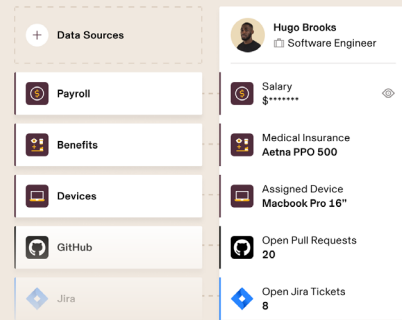 + Data Sources
Payroll
Benefits
Devices
GitHub
Jira
Hugo Brooks
Software Engineer
Salary
$*******
Medical Insurance
Aetna PPO 500
Assigned Device
Macbook Pro 16”
Open Pull Requests
20
Open Jira Tickets
8